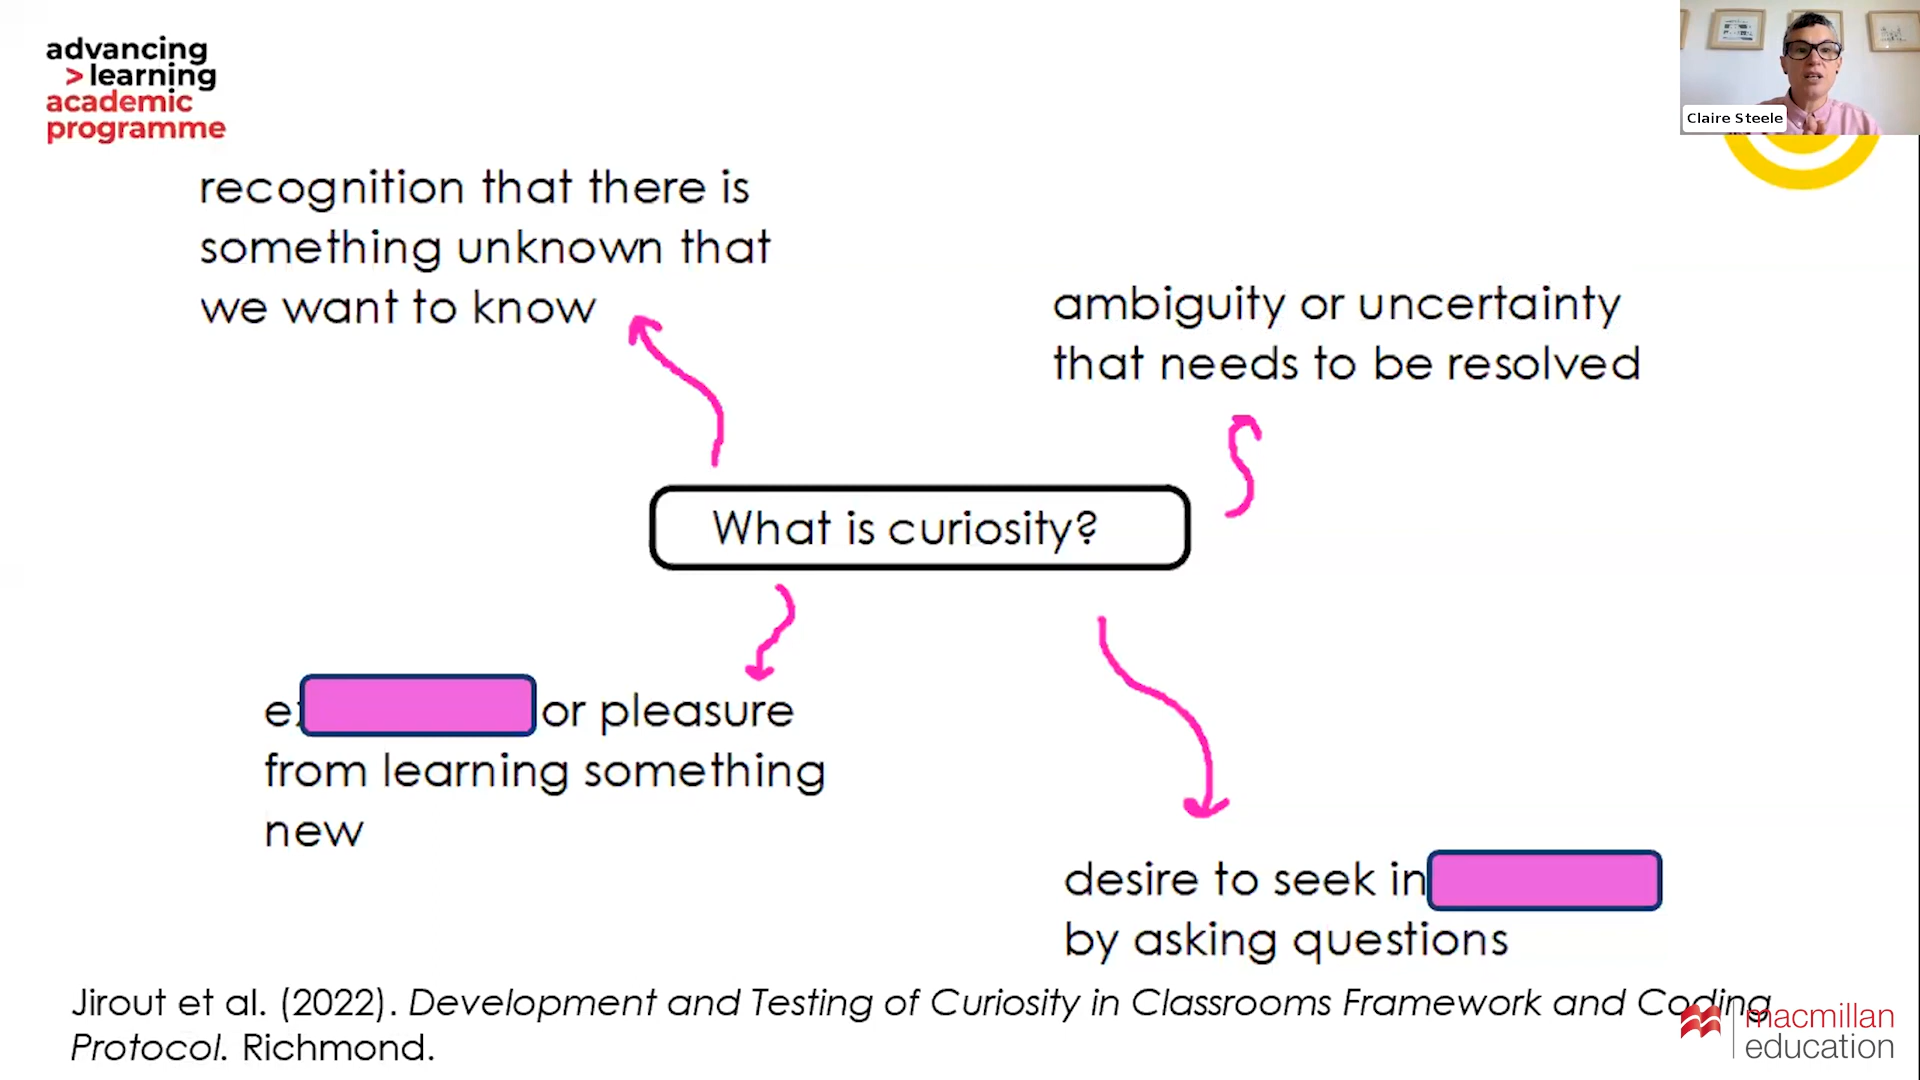 advancing
>learning
academic
programme
Claire Steele
recognition that there is
something unknown that
we want to know
ambiguity or uncertainty
that needs to be resolved
What is curiosity?
or pleasure
from learning something
new
desire to seek in
by asking questions
Jirout et al. (2022). Development and Testing of Curiosity in Classrooms Framework and Coding
Protocol. Richmond.
macmillan
education